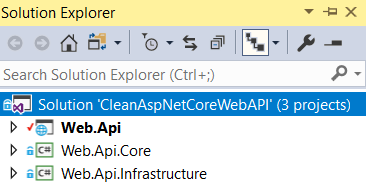 Solution Explorer
Search Solution Explorer (Ctrl+;)
Solution 'CleanAspNetCoreWebAPI' (3 projects)
Web.Api
C# Web.Api.Core
C# Web.Api.Infrastructure